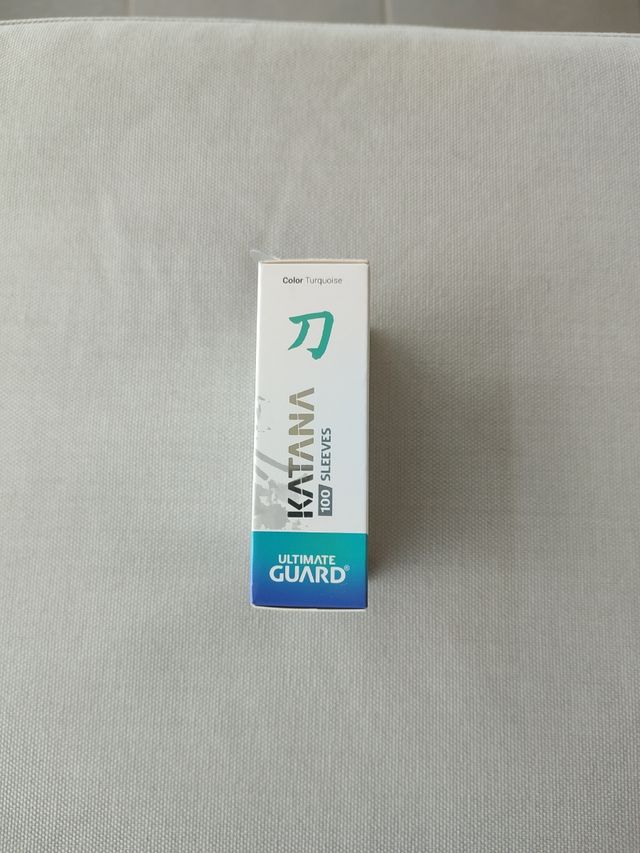 Color Turquoise
刀
KATANA
100 SLEEVES
ULTIMATE
GUARD®